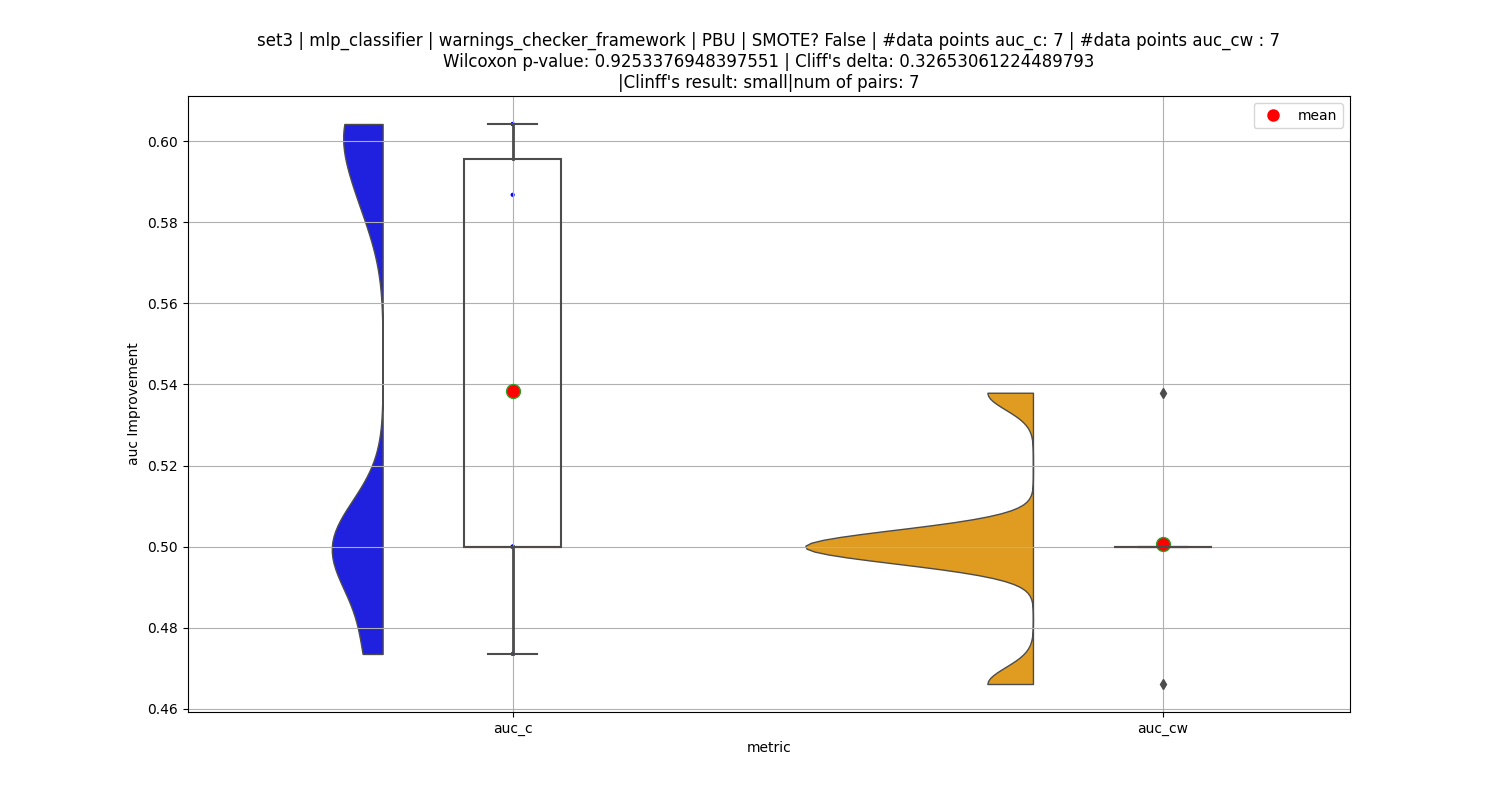 set3 | mlp_classifier | warnings_checker_framework | PBU | SMOTE? False | #data points auc_c: 7 | #data points auc_cw : 7
Wilcoxon p-value: 0.9253376948397551 | Cliff's delta: 0.32653061224489793
|Clinff's result: small|num of pairs: 7
mean
0.60
0.58
0.56
0.54
0.52
0.50
0.48
0.46
auc Improvement
auc_c
auc_cw
metric